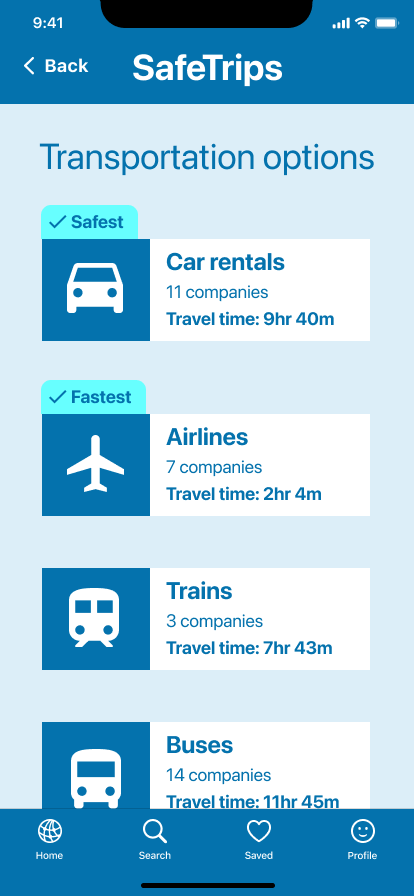 9:41
Back
SafeTrips
Transportation options
Safest
Car rentals
11 companies
Travel time: 9hr 40m
Fastest
Airlines
7 companies
Travel time: 2hr 4m
Trains
3 companies
Travel time: 7hr 43m
Buses
14 companies
Travel time: 11hr 45m
Home
Search
Saved
Profile